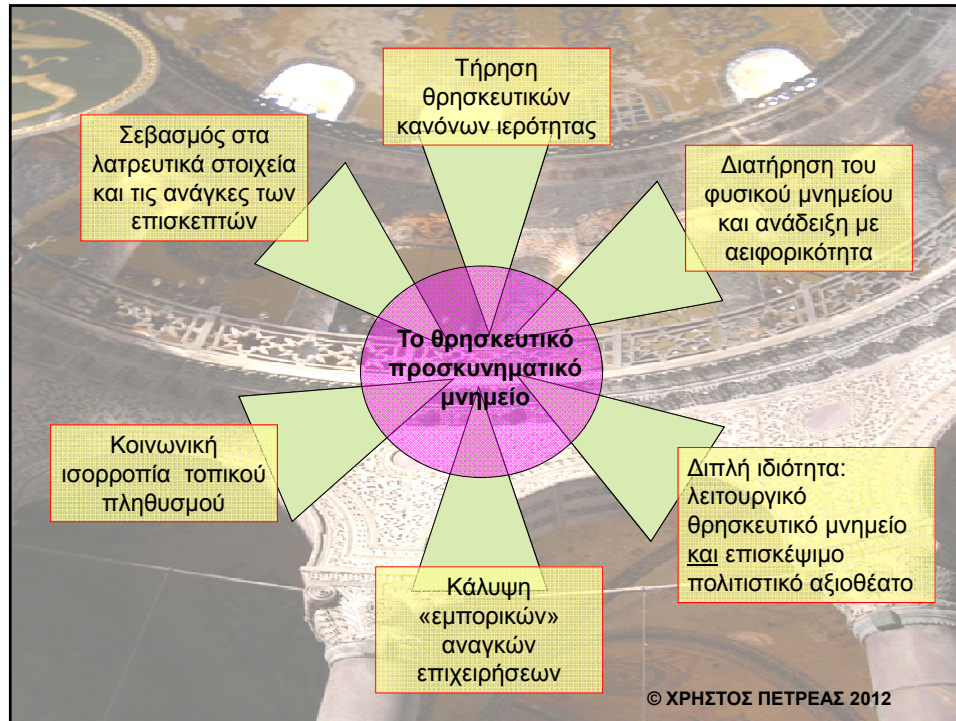 Τήρηση
θρησκευτικών
κανόνων ιερότητας
Σεβασμός στα
λατρευτικά στοιχεία
και τις ανάγκες των
επισκεπτών
Διατήρηση του
φυσικού μνημείου
και ανάδειξη με
αειφορικότητα
Το θρησκευτικό
προσκυνηματικό
μνημείο
Κοινωνική
ισορροπία τοπικού
πληθυσμού
Διπλή ιδιότητα:
λειτουργικό
θρησκευτικό μνημείο
και επισκέψιμο
πολιτιστικό αξιοθέατο
Κάλυψη
«εμπορικών»
αναγκών
επιχειρήσεων
© ΧΡΗΣΤΟΣ ΠΕΤΡΕΑΣ 2012